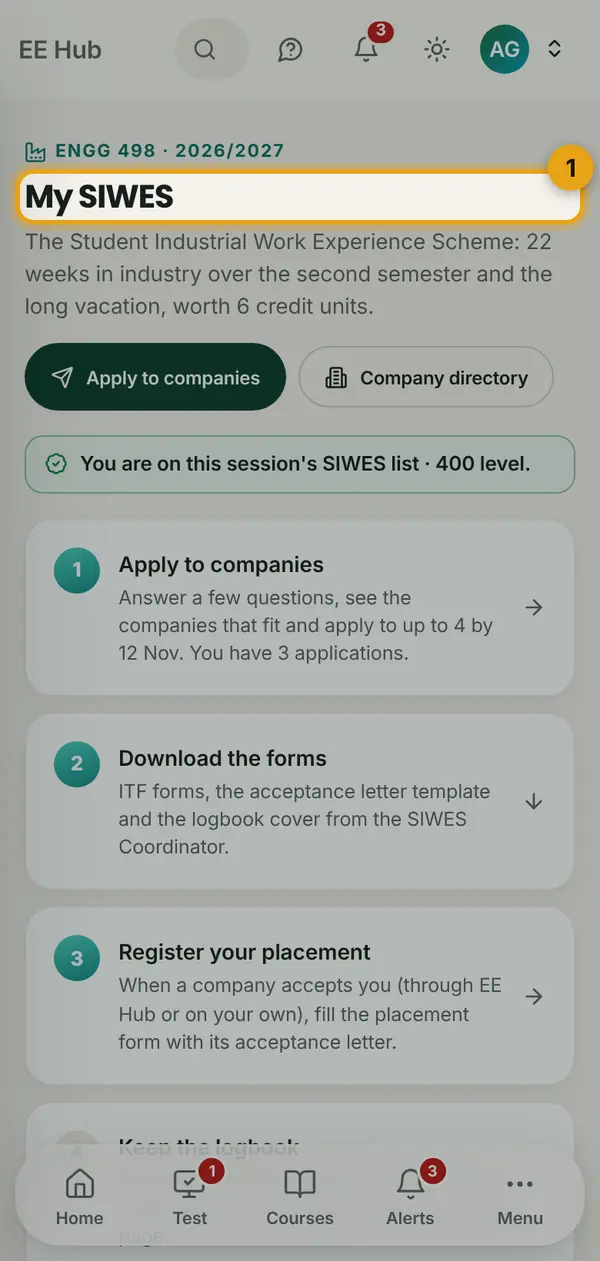 EE Hub
3
AG
ENGG 498 · 2026/2027
1
My SIWES
The Student Industrial Work Experience Scheme: 22
weeks in industry over the second semester and the
long vacation, worth 6 credit units.
Apply to companies
Company directory
You are on this session's SIWES list · 400 level.
1
Apply to companies
Answer a few questions, see the
companies that fit and apply to up to 4 by
12 Nov. You have 3 applications.
2
Download the forms
ITF forms, the acceptance letter template
and the logbook cover from the SIWES
Coordinator.
3
Register your placement
When a company accepts you (through EE
Hub or on your own), fill the placement
form with its acceptance letter.
Keep the logbook
page.
1
3
Home
Test
Courses
Alerts
Menu